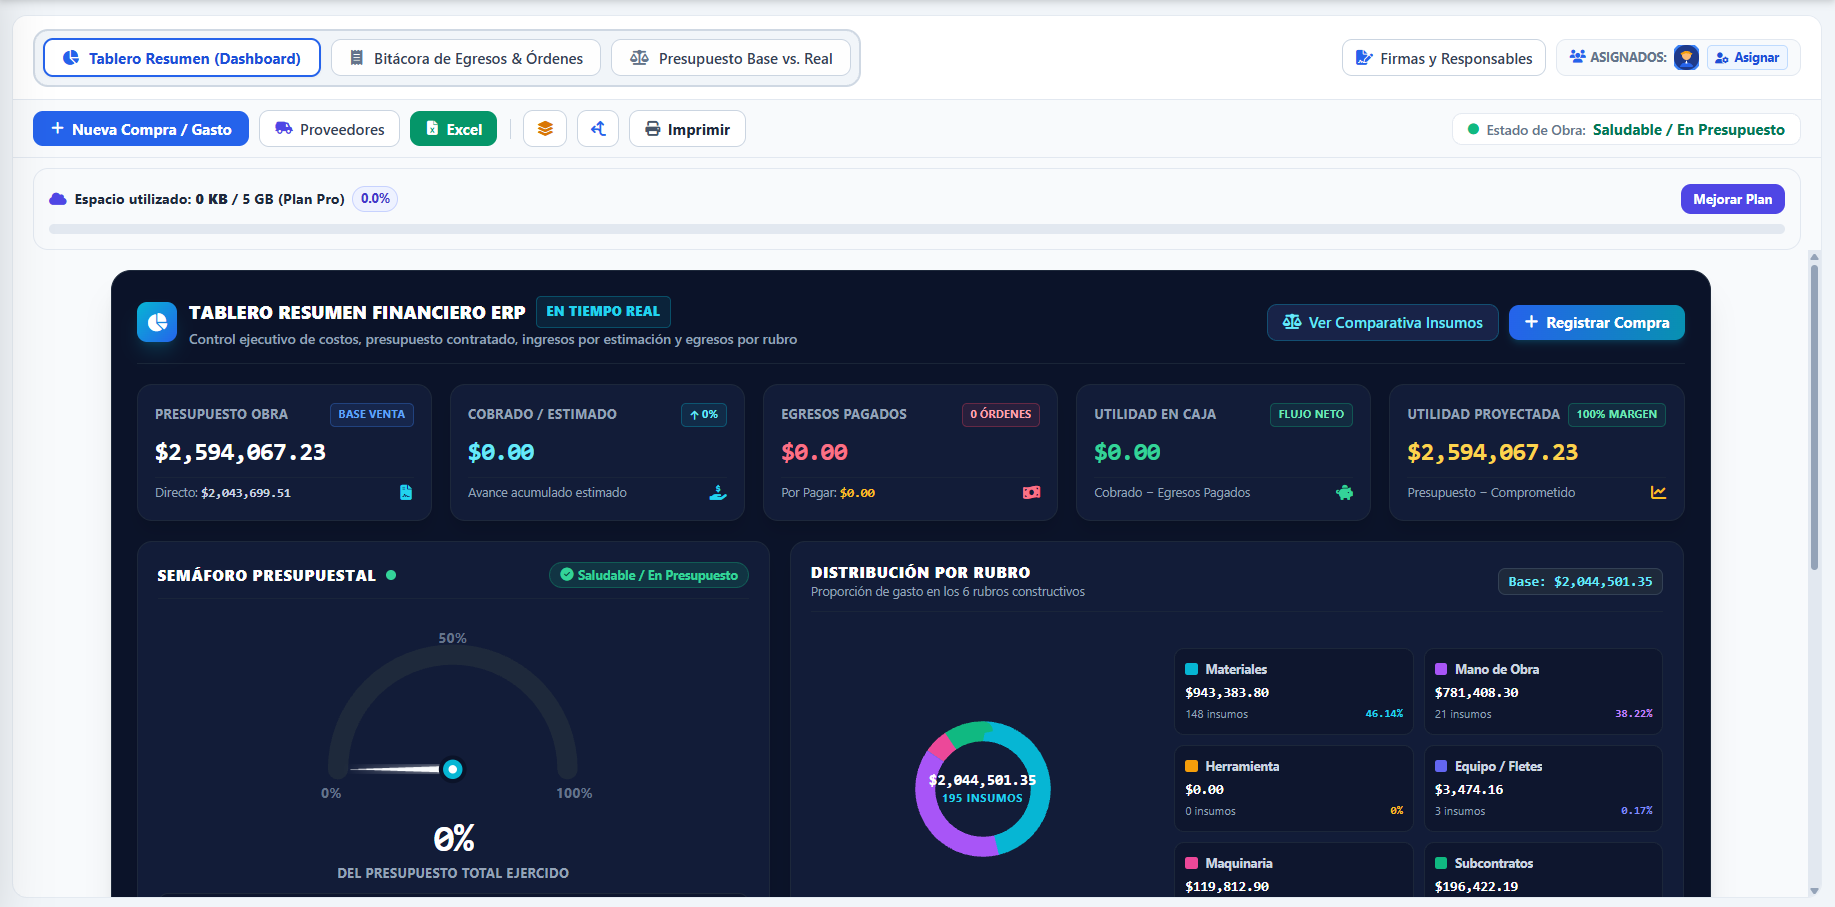 Tablero Resumen (Dashboard)
Bitácora de Egresos & Órdenes
Presupuesto Base vs. Real
Firmas y Responsables
ASIGNADOS:
Asignar
+ Nueva Compra / Gasto
Proveedores
Excel
Imprimir
Estado de Obra: Saludable / En Presupuesto
Espacio utilizado: 0 KB / 5 GB (Plan Pro)
0.0%
Mejorar Plan
TABLERO RESUMEN FINANCIERO ERP
EN TIEMPO REAL
Control ejecutivo de costos, presupuesto contratado, ingresos por estimación y egresos por rubro
Ver Comparativa Insumos
+ Registrar Compra
PRESUPUESTO OBRA
BASE VENTA
$2,594,067.23
Directo: $2,043,699.51
COBRADO / ESTIMADO
↑ 0%
$0.00
Avance acumulado estimado
EGRESOS PAGADOS
0 ÓRDENES
$0.00
Por Pagar: $0.00
UTILIDAD EN CAJA
FLUJO NETO
$0.00
Cobrado − Egresos Pagados
UTILIDAD PROYECTADA
100% MARGEN
$2,594,067.23
Presupuesto − Comprometido
SEMÁFORO PRESUPUESTAL
Saludable / En Presupuesto
50%
0%
100%
0%
DEL PRESUPUESTO TOTAL EJERCIDO
DISTRIBUCIÓN POR RUBRO
Proporción de gasto en los 6 rubros constructivos
Base: $2,044,501.35
$2,044,501.35
195 INSUMOS
Materiales
$943,383.80
148 insumos
46.14%
Mano de Obra
$781,408.30
21 insumos
38.22%
Herramienta
$0.00
0 insumos
0%
Equipo / Fletes
$3,474.16
3 insumos
0.17%
Maquinaria
$119,812.90
Subcontratos
$196,422.19